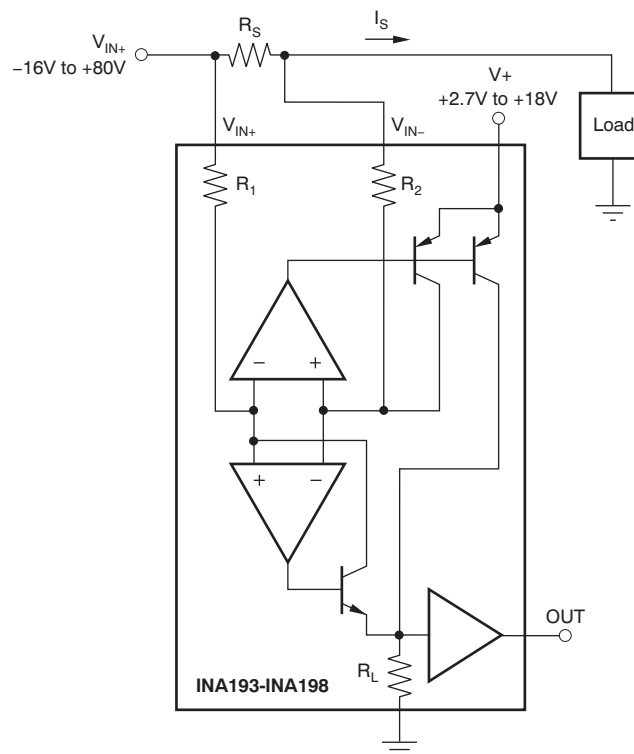 R_S
I_S
V_IN+
−16V to +80V
V+
+2.7V to +18V
Load
V_IN+
V_IN−
R_1
R_2
− +
+ −
OUT
R_L
INA193-INA198